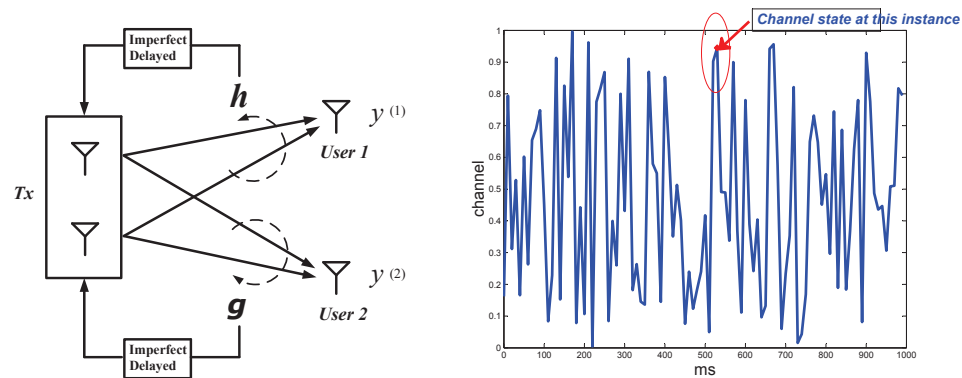 Imperfect
Delayed
h
y (1)
User 1
Tx
y (2)
User 2
g
Imperfect
Delayed
Channel state at this instance
1
0.9
0.8
0.7
0.6
0.5
0.4
0.3
0.2
0.1
0
channel
0 100 200 300 400 500 600 700 800 900 1000
ms